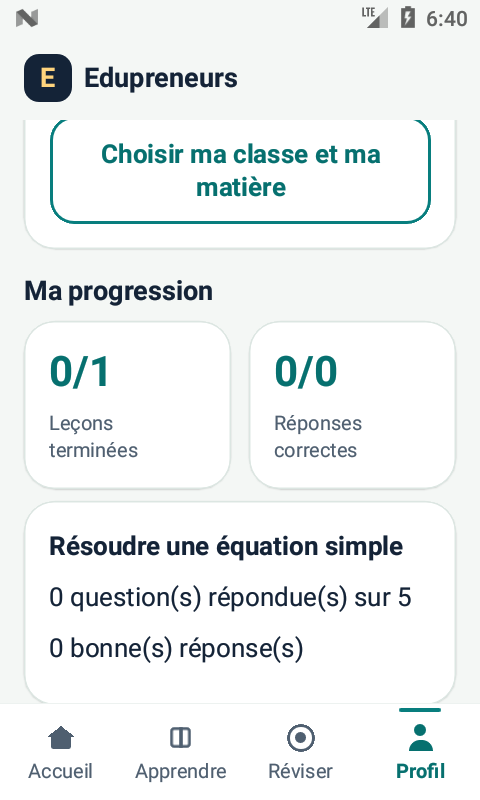 LTE 6:40
E Edupreneurs
Choisir ma classe et ma
matière
Ma progression
0/1
Leçons
terminées
0/0
Réponses
correctes
Résoudre une équation simple
0 question(s) répondue(s) sur 5
0 bonne(s) réponse(s)
Accueil Apprendre Réviser Profil